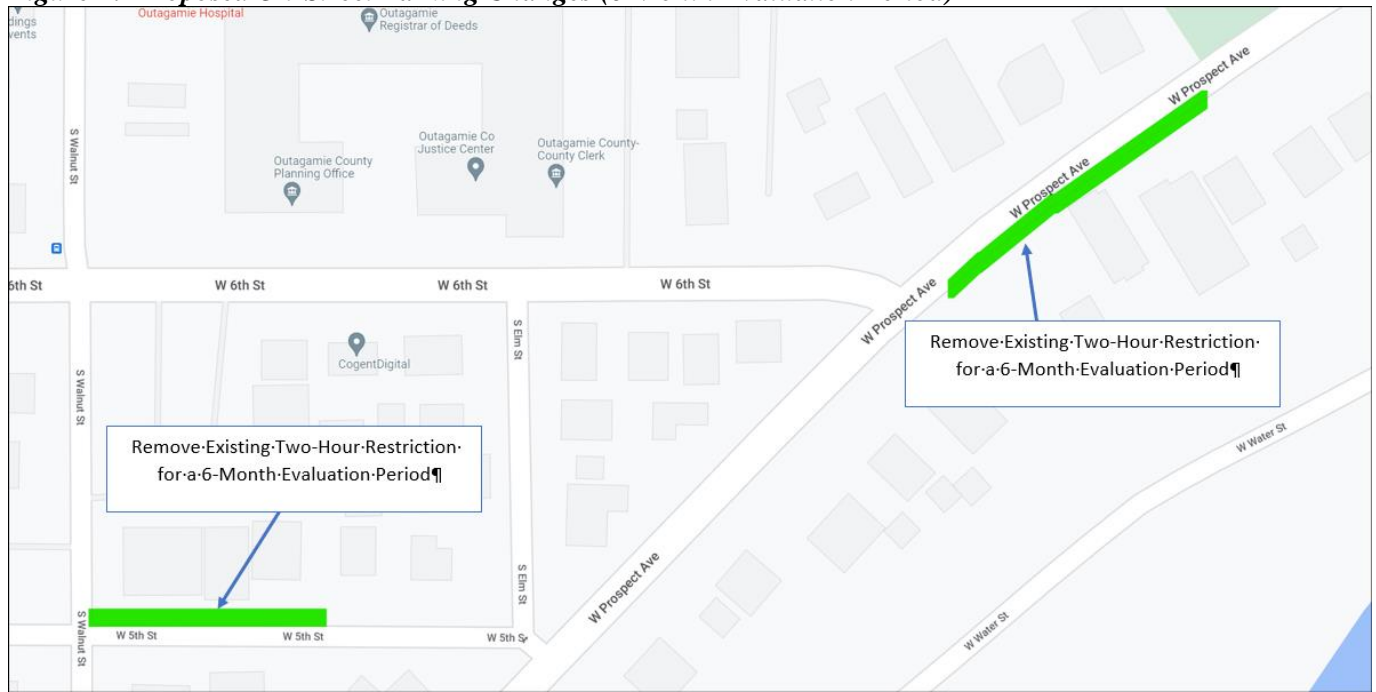 Outagamie Hospital
Outagamie
Registrar of Deeds
W Prospect Ave
S Walnut St
Outagamie Co
Justice Center
Outagamie County-
County Clerk
Outagamie County
Planning Office
W Prospect Ave
6th St
W 6th St
W 6th St
W 6th St
W Prospect Ave
S Elm St
CogentDigital
Remove·Existing·Two-Hour·Restriction·
for·a·6-Month·Evaluation·Period¶
S Walnut St
Remove·Existing·Two-Hour·Restriction·
for·a·6-Month·Evaluation·Period¶
W Water St
S Elm St
W Prospect Ave
S Walnut St
W 5th St
W 5th St
W 5th St
W Water St